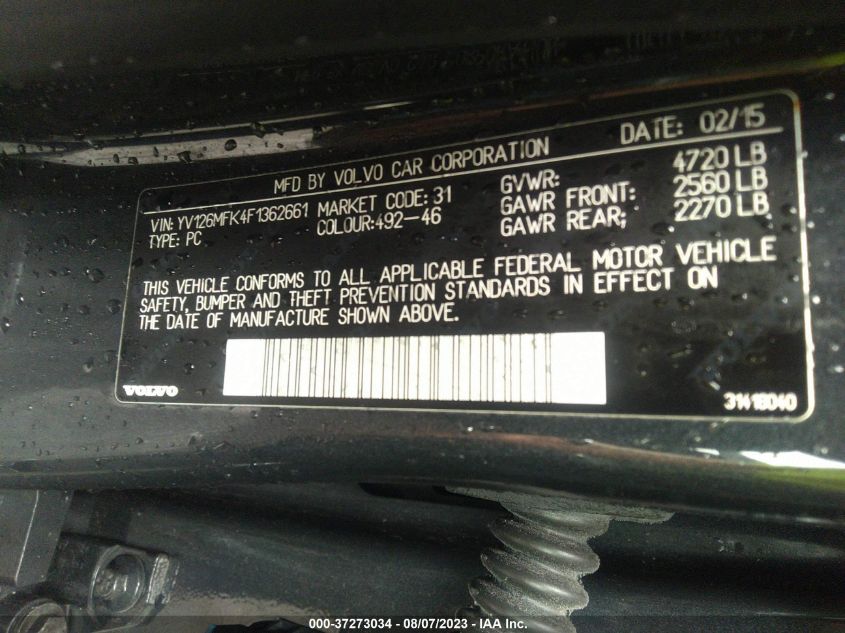 MFD BY VOLVO CAR CORPORATION DATE: 02/15
VIN: YV126MFK4F1362661 MARKET CODE: 31 GVWR: 4720 LB
TYPE: PC COLOUR:492-46 GAWR FRONT: 2560 LB
GAWR REAR; 2270 LB
THIS VEHICLE CONFORMS TO ALL APPLICABLE FEDERAL MOTOR VEHICLE
SAFETY, BUMPER AND THEFT PREVENTION STANDARDS IN EFFECT ON
THE DATE OF MANUFACTURE SHOWN ABOVE.
VOLVO 31418040
000-37273034 - 08/07/2023 - IAA Inc.